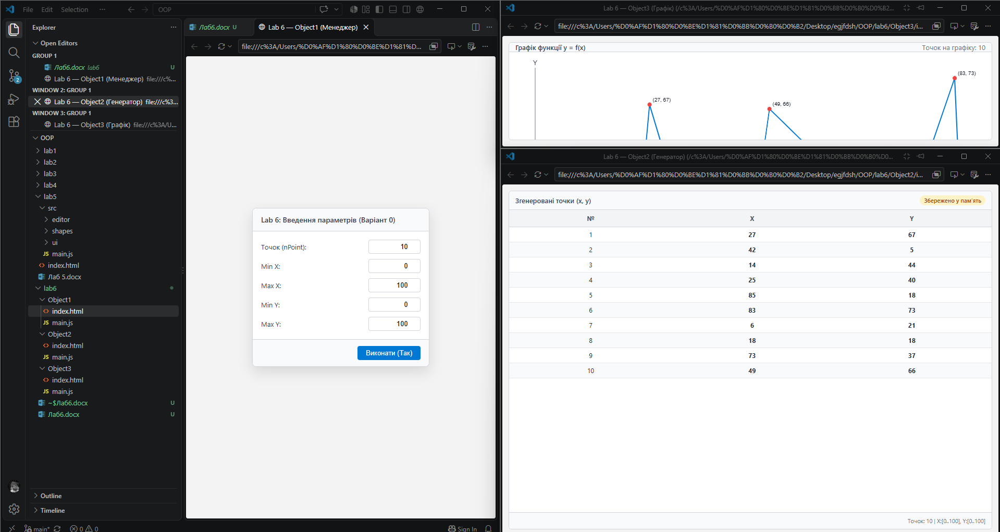 File Edit Selection ··· OOP
Explorer ···
Open Editors
GROUP 1
Лаб6.docx lab6 U
Lab 6 — Object1 (Менеджер) file:///c%...
WINDOW 2: GROUP 1
Lab 6 — Object2 (Генератор) file:///c%3...
WINDOW 3: GROUP 1
Lab 6 — Object3 (Графік) file:///c%3A/U...
OOP
lab1
lab2
lab3
lab4
lab5
src
editor
shapes
ui
JS main.js
index.html
Лаб 5.docx
lab6
Object1
index.html
JS main.js
Object2
index.html
JS main.js
Object3
index.html
JS main.js
~$Лаб6.docx U
Лаб6.docx U
Outline
Timeline
2
main* 0 0
Sign In
Лаб6.docx U
Lab 6 — Object1 (Менеджер)
file:///c%3A/Users/%D0%AF%D1%80%D0%BE%D1%81%D...
Lab 6: Введення параметрів (Варіант 0)
Точок (nPoint): 10
Min X: 0
Max X: 100
Min Y: 0
Max Y: 100
Виконати (Так)
Lab 6 — Object3 (Графік) (/c%3A/Users/%D0%AF%D1%80%D0%BE%D1%81%D0%BB%D0%B0%D0%B2...
file:///c%3A/Users/%D0%AF%D1%80%D0%BE%D1%81%D0%BB%D0%B0%D0%B2/Desktop/egjfdsh/OOP/lab6/Object3/i...
Графік функції y = f(x) Точок на графіку: 10
Y
(83, 73)
(27, 67)
(49, 66)
Lab 6 — Object2 (Генератор) (/c%3A/Users/%D0%AF%D1%80%D0%BE%D1%81%D0%BB%D0%B0%D0...
file:///c%3A/Users/%D0%AF%D1%80%D0%BE%D1%81%D0%BB%D0%B0%D0%B2/Desktop/egjfdsh/OOP/lab6/Object2/i...
Згенеровані точки (x, y) Збережено у пам'ять
№ X Y
1 27 67
2 42 5
3 14 44
4 25 40
5 85 18
6 83 73
7 6 21
8 18 18
9 73 37
10 49 66
Точок: 10 | X:[0..100], Y:[0..100]